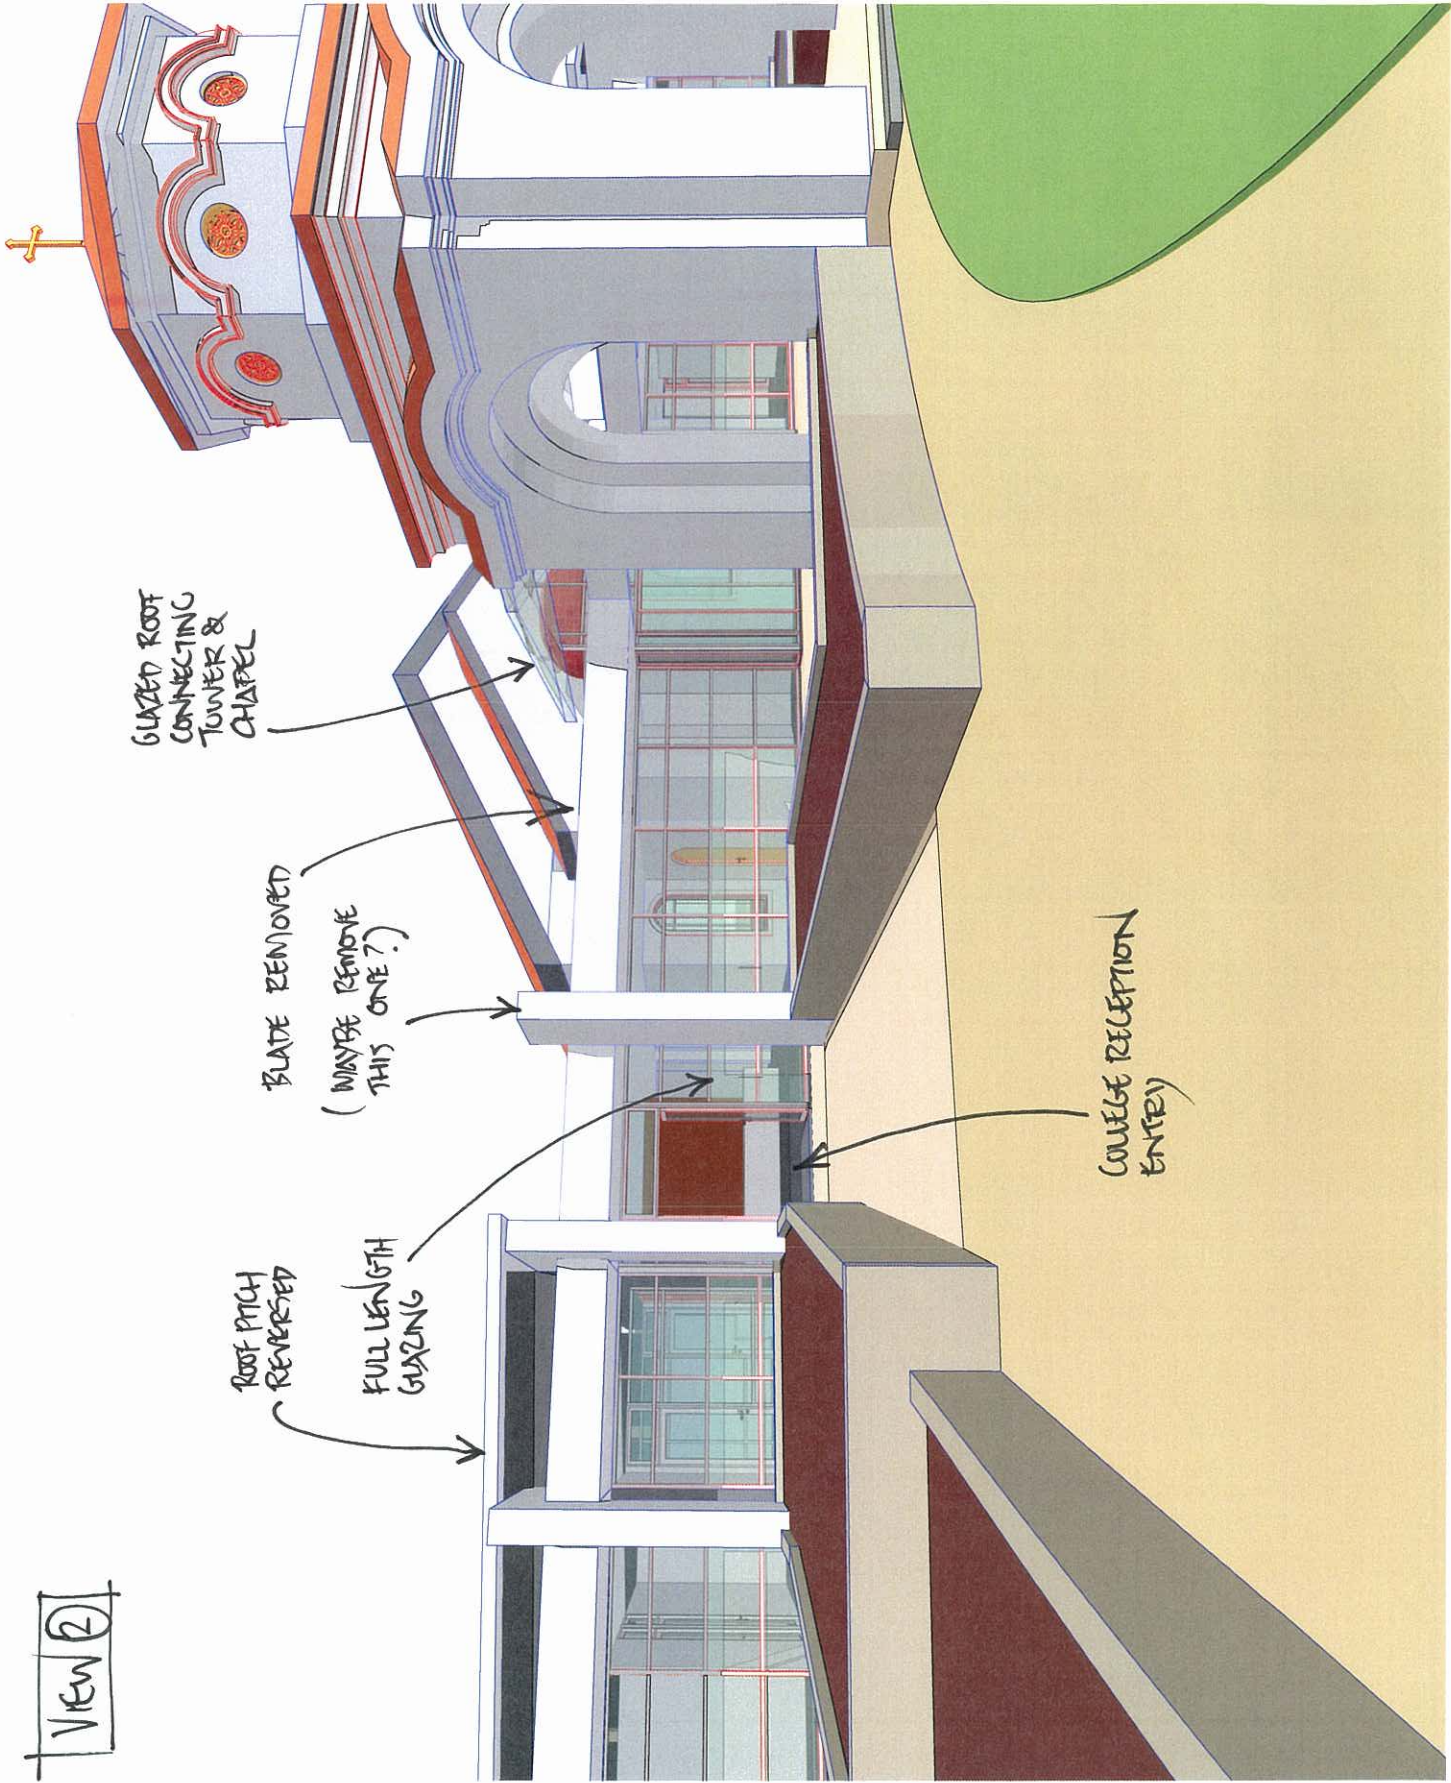 VIEW 2
ROOF PITCH
REVERSED
FULL LENGTH
GLAZING
BLADE REMOVED
(MAYBE REMOVE
THIS ONE?)
GLAZED ROOF
CONNECTING
TOWER &
CHAPEL
COLLEGE RECEPTION
ENTRY